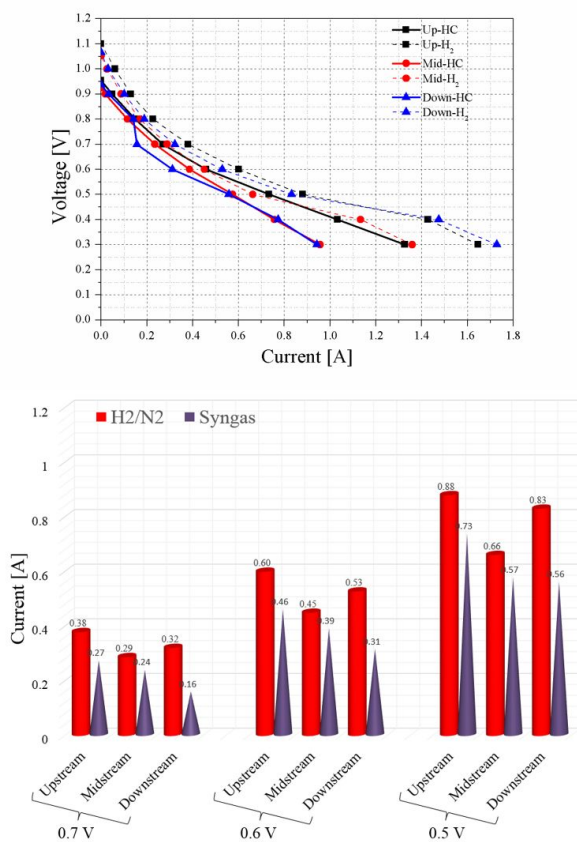 1.2
1.1
1.0
0.9
0.8
0.7
0.6
0.5
0.4
0.3
0.2
0.1
0.0
Voltage [V]
Up-HC
Up-H2
Mid-HC
Mid-H2
Down-HC
Down-H2
0.0 0.2 0.4 0.6 0.8 1.0 1.2 1.4 1.6 1.8
Current [A]
H2/N2 Syngas
1.2
1
0.8
0.6
0.4
0.2
0
Current [A]
0.38 0.27 0.29 0.24 0.32 0.16
0.60 0.46 0.45 0.39 0.53 0.31
0.88 0.73 0.66 0.57 0.83 0.56
Upstream Midstream Downstream Upstream Midstream Downstream Upstream Midstream Downstream
0.7 V 0.6 V 0.5 V